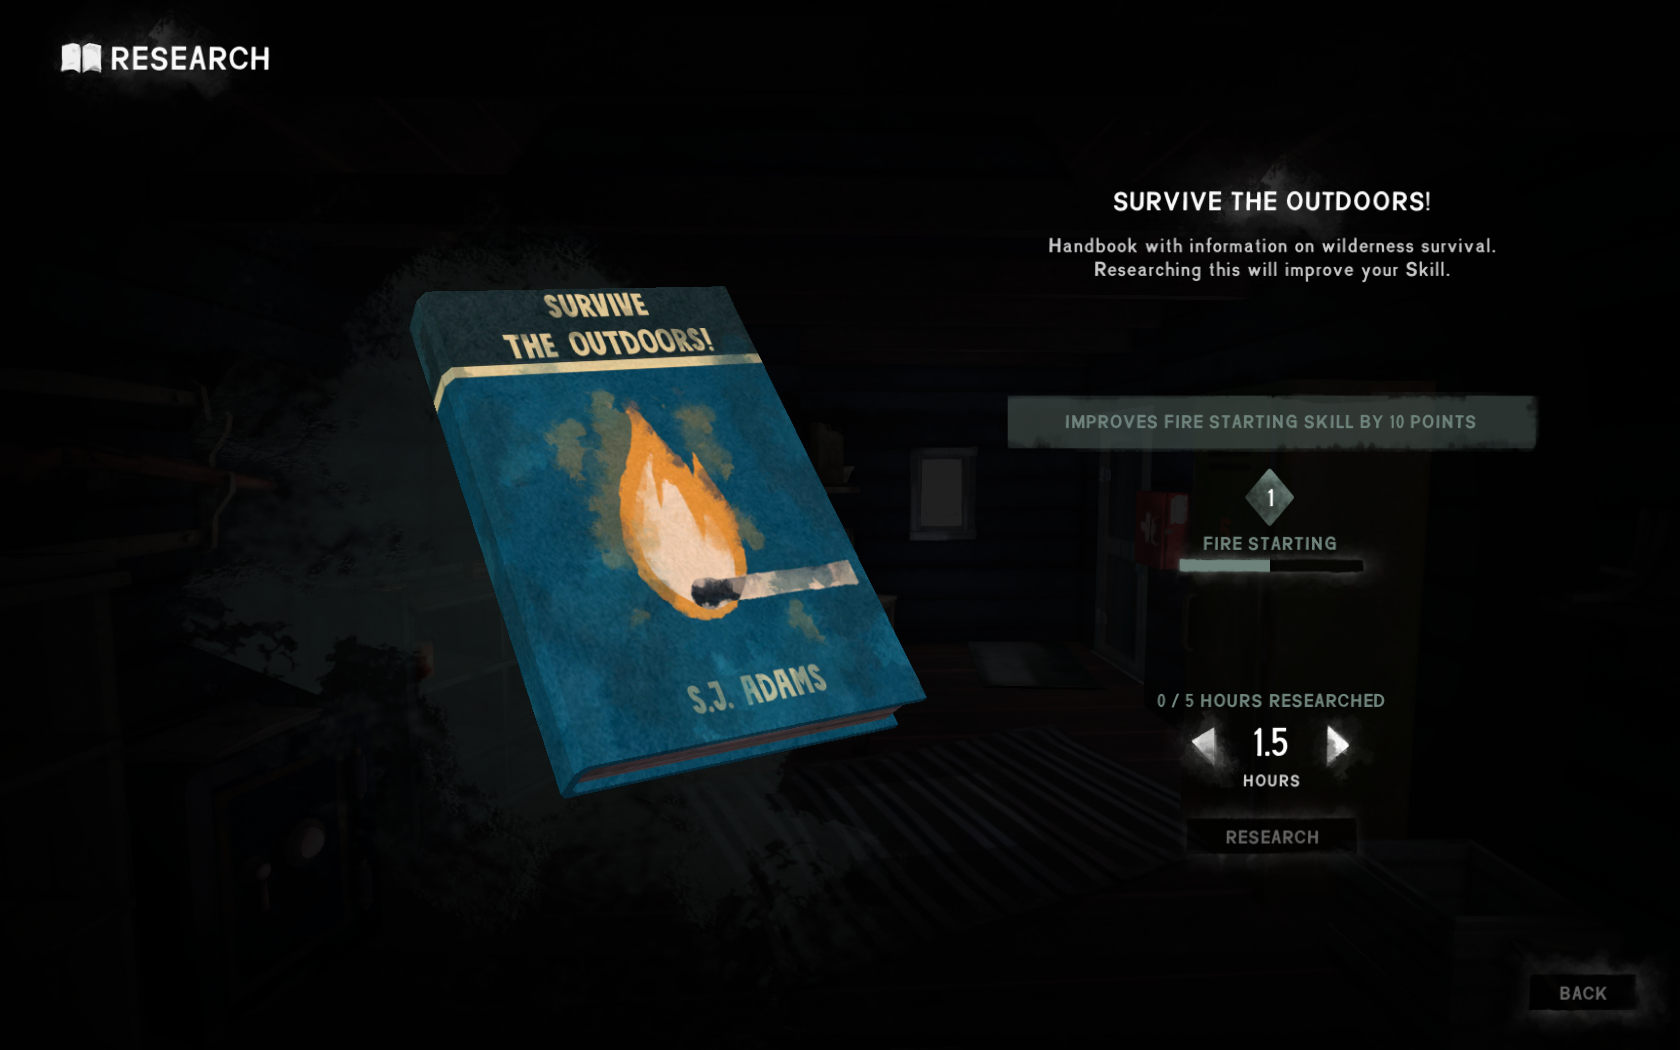 RESEARCH
SURVIVE
THE OUTDOORS!
S.J. ADAMS
SURVIVE THE OUTDOORS!
Handbook with information on wilderness survival.
Researching this will improve your Skill.
IMPROVES FIRE STARTING SKILL BY 10 POINTS
1
FIRE STARTING
0 / 5 HOURS RESEARCHED
1.5
HOURS
RESEARCH
BACK